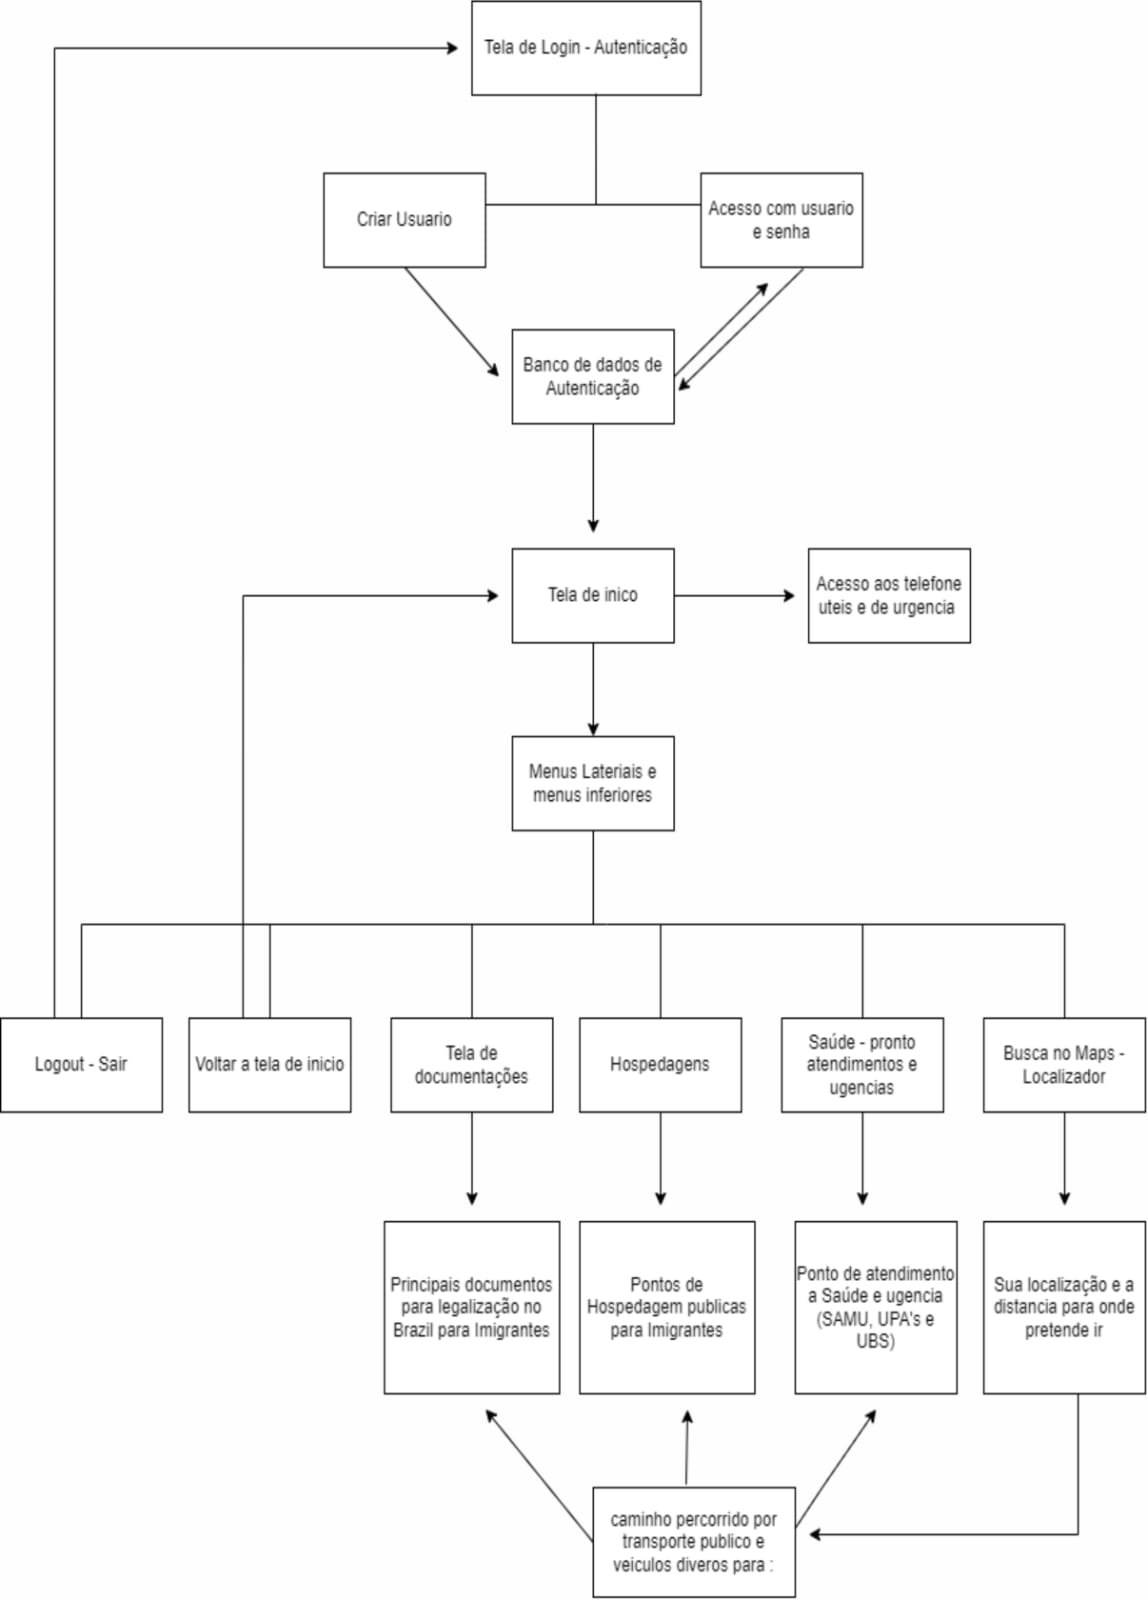 Tela de Login - Autenticação
Criar Usuario
Acesso com usuario
e senha
Banco de dados de
Autenticação
Tela de inico
Acesso aos telefone
uteis e de urgencia
Menus Lateriais e
menus inferiores
Logout - Sair
Voltar a tela de inicio
Tela de
documentações
Hospedagens
Saúde - pronto
atendimentos e
ugencias
Busca no Maps -
Localizador
Principais documentos
para legalização no
Brazil para Imigrantes
Pontos de
Hospedagem publicas
para Imigrantes
Ponto de atendimento
a Saúde e ugencia
(SAMU, UPA's e
UBS)
Sua localização e a
distancia para onde
pretende ir
caminho percorrido por
transporte publico e
veiculos diveros para :